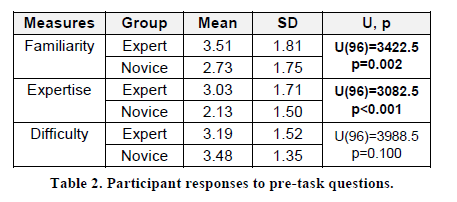 Measures Group Mean SD U, p
Familiarity Expert 3.51 1.81 U(96)=3422.5
Novice 2.73 1.75 p=0.002
Expertise Expert 3.03 1.71 U(96)=3082.5
Novice 2.13 1.50 p<0.001
Difficulty Expert 3.19 1.52 U(96)=3988.5
Novice 3.48 1.35 p=0.100
Table 2. Participant responses to pre-task questions.